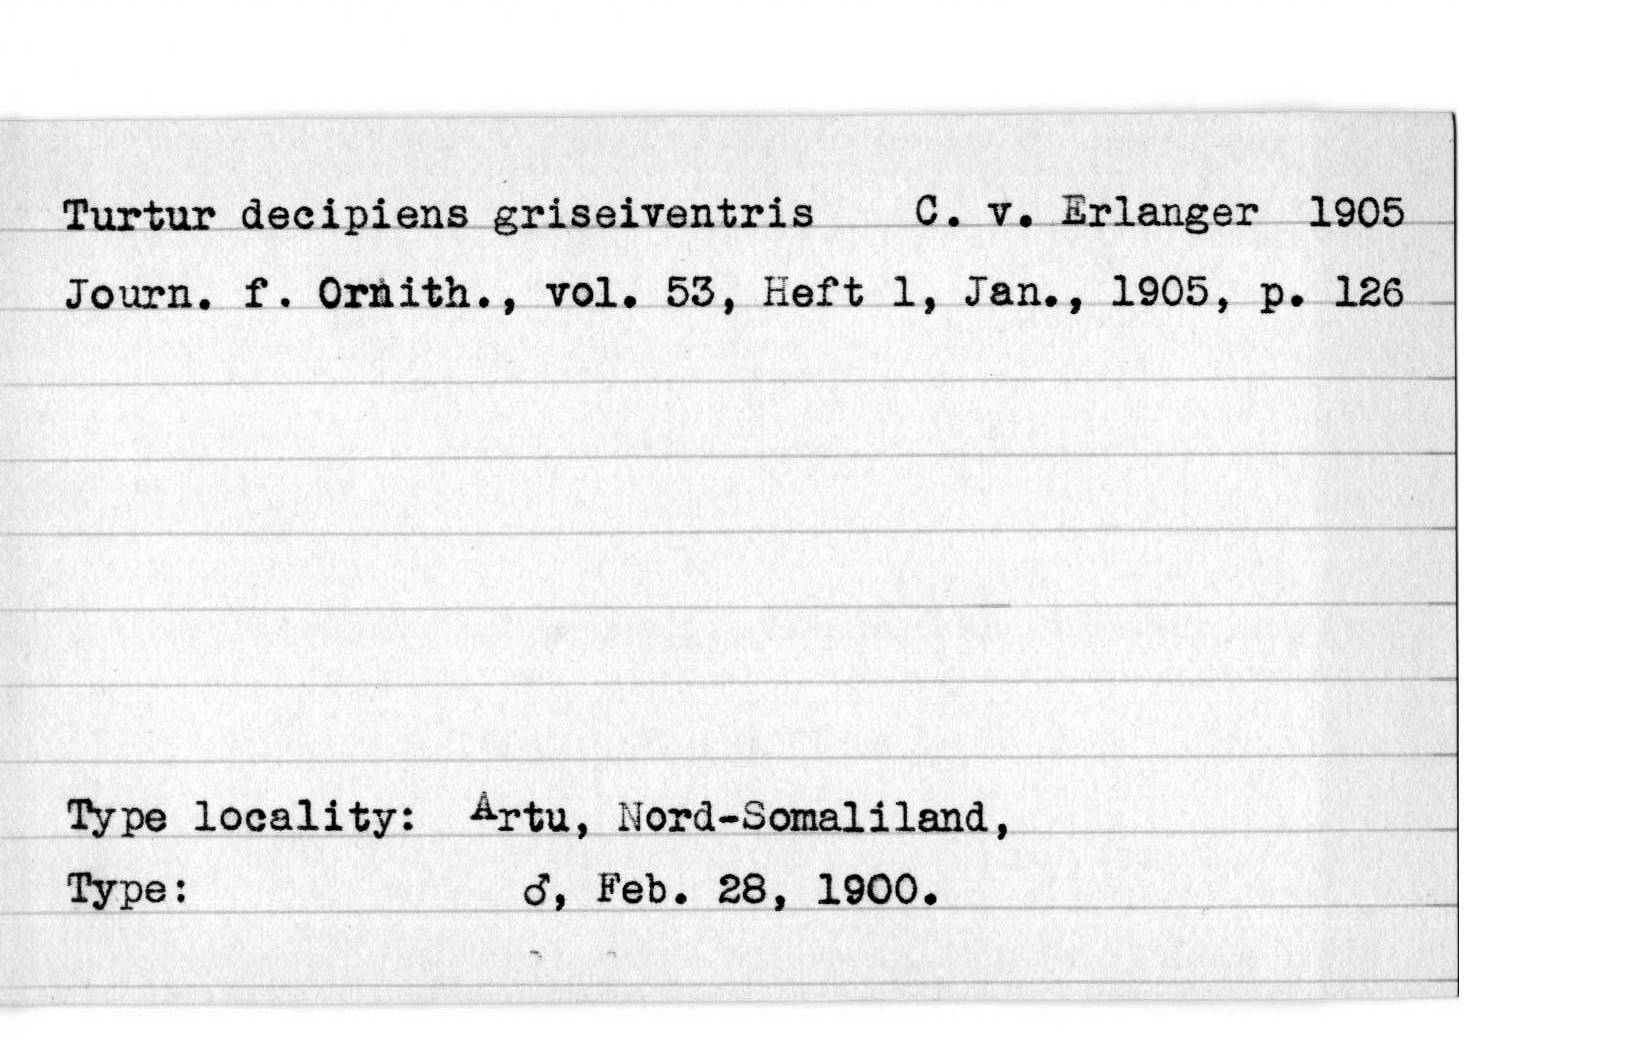 Turtur decipiens griseiventris C. v. Erlanger 1905
Journ. f. Ornith., vol. 53, Heft 1, Jan., 1905, p. 126
Type locality: Artu, Nord-Somaliland,
Type: ♂, Feb. 28, 1900.